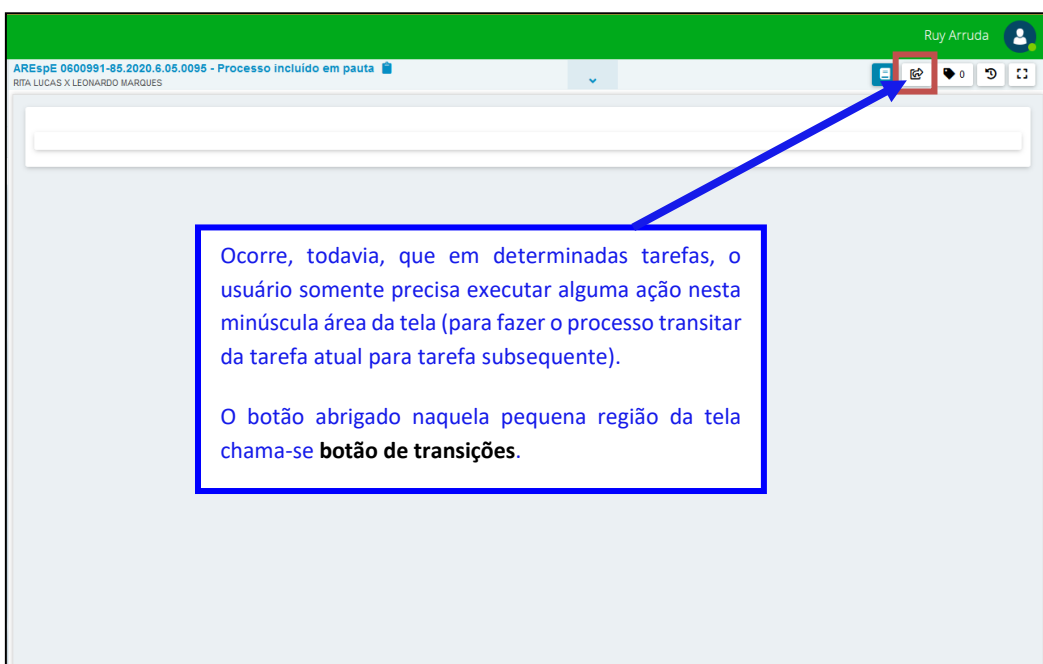 Ruy Arruda
AREspE 0600991-85.2020.6.05.0095 - Processo incluído em pauta
RITA LUCAS X LEONARDO MARQUES
0
Ocorre, todavia, que em determinadas tarefas, o
usuário somente precisa executar alguma ação nesta
minúscula área da tela (para fazer o processo transitar
da tarefa atual para tarefa subsequente).
O botão abrigado naquela pequena região da tela
chama-se botão de transições.